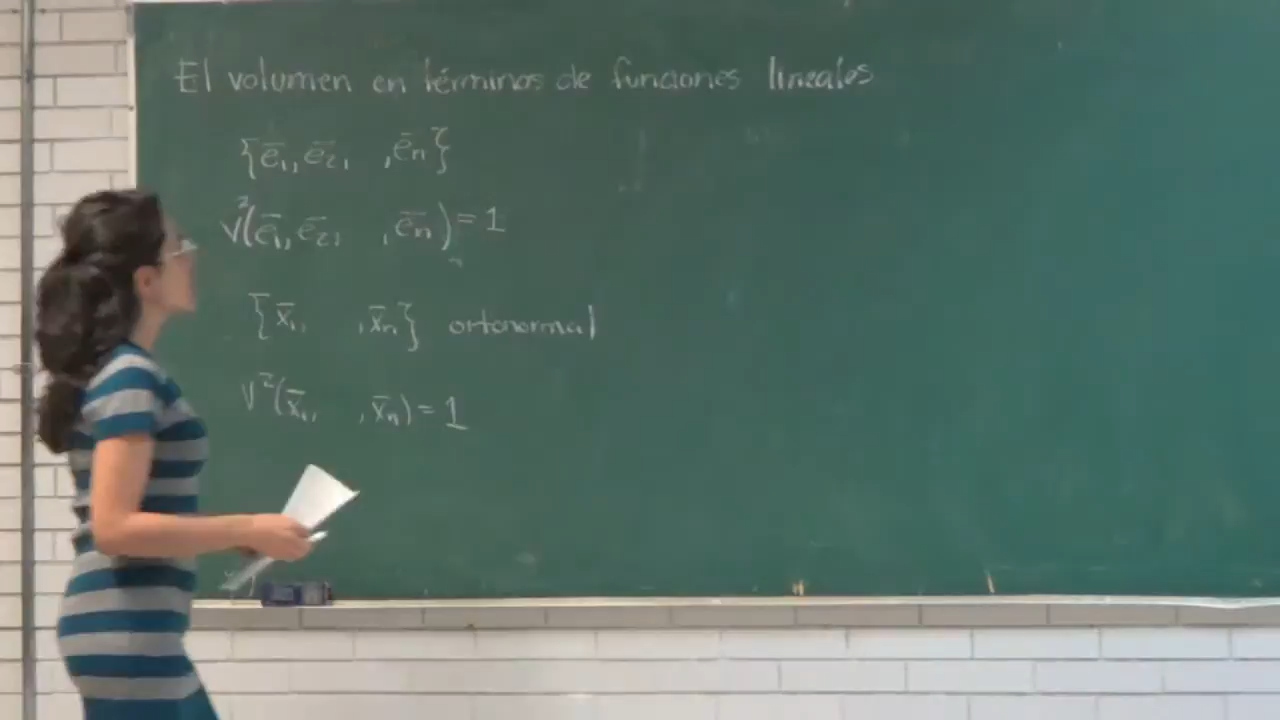 El volumen en términos de funciones lineales
{ē₁, ē₂, , ēₙ}
V²(ē₁, ē₂, , ēₙ) = 1
{x̄₁, , x̄ₙ} ortonormal
V²(x̄₁, , x̄ₙ) = 1